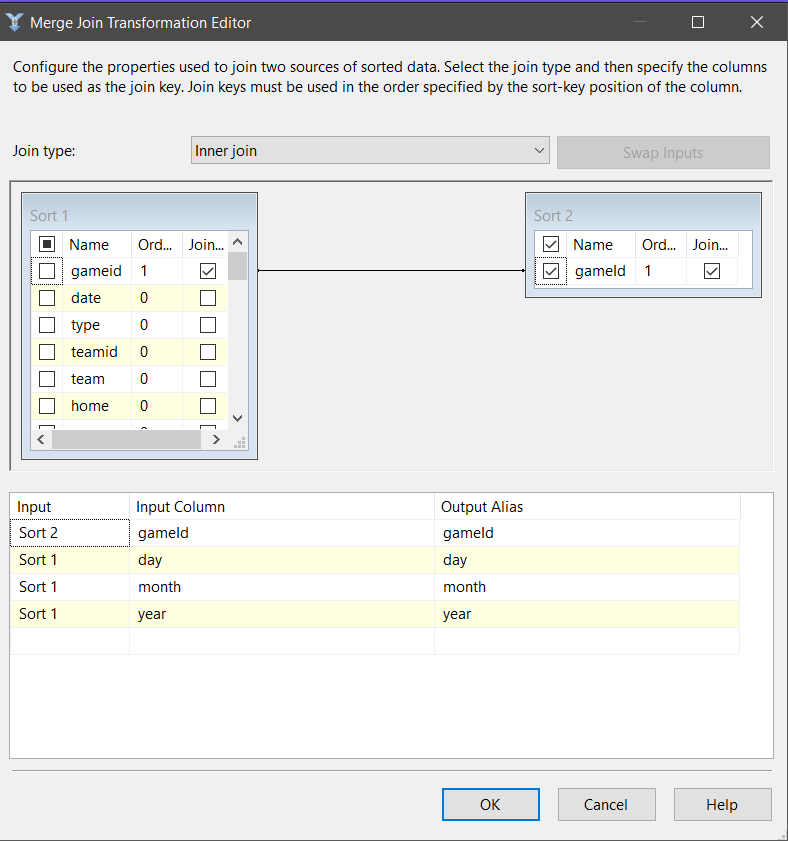 Merge Join Transformation Editor
Configure the properties used to join two sources of sorted data. Select the join type and then specify the columns
to be used as the join key. Join keys must be used in the order specified by the sort-key position of the column.
Join type:
Inner join
Swap Inputs
Sort 1
Name Ord... Join...
gameid 1
date 0
type 0
teamid 0
team 0
home 0
Sort 2
Name Ord... Join...
gameId 1
Input Input Column Output Alias
Sort 2 gameId gameId
Sort 1 day day
Sort 1 month month
Sort 1 year year
OK Cancel Help